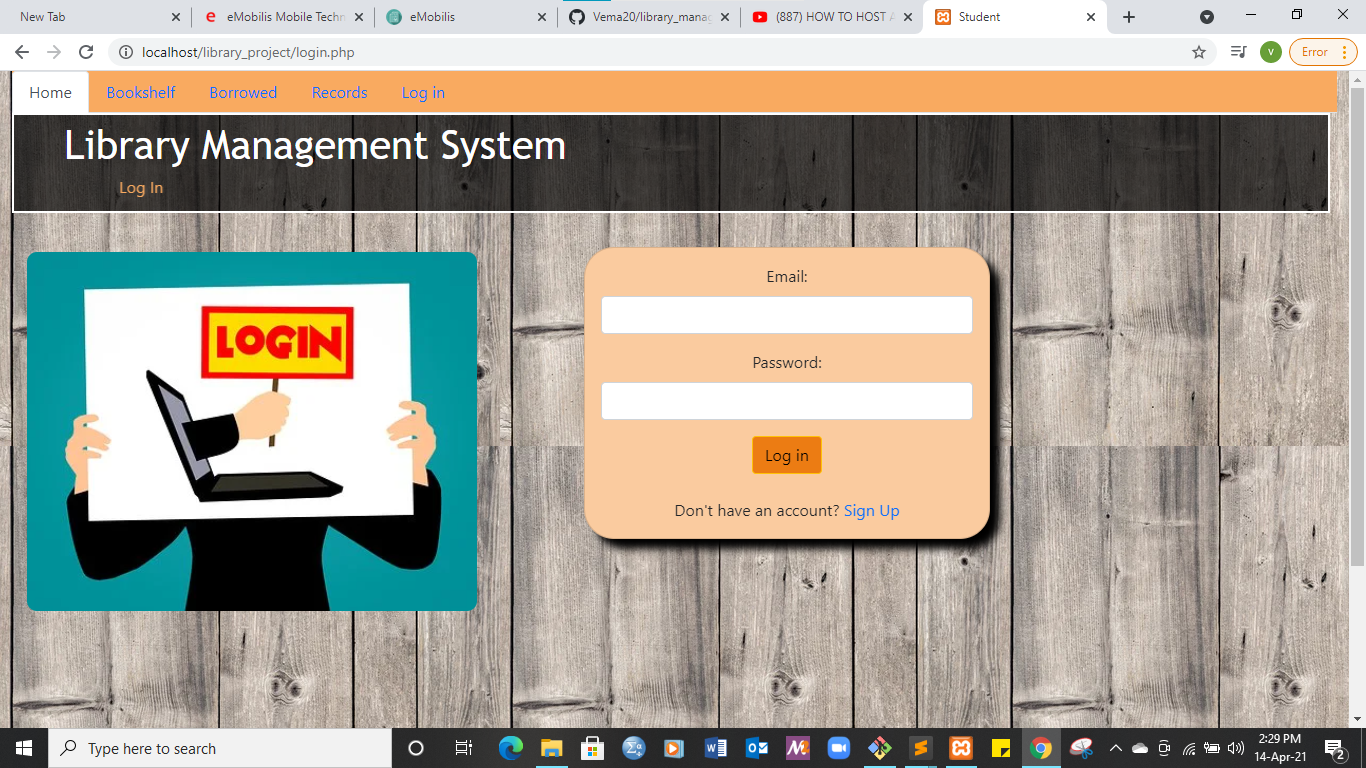 New Tab
eMobilis Mobile Techn
eMobilis
Vema20/library_manag
(887) HOW TO HOST A
Student
localhost/library_project/login.php
v
Error
Home
Bookshelf
Borrowed
Records
Log in
Library Management System
Log In
LOGIN
Email:
Password:
Log in
Don't have an account? Sign Up
Type here to search
2:29 PM
14-Apr-21
2